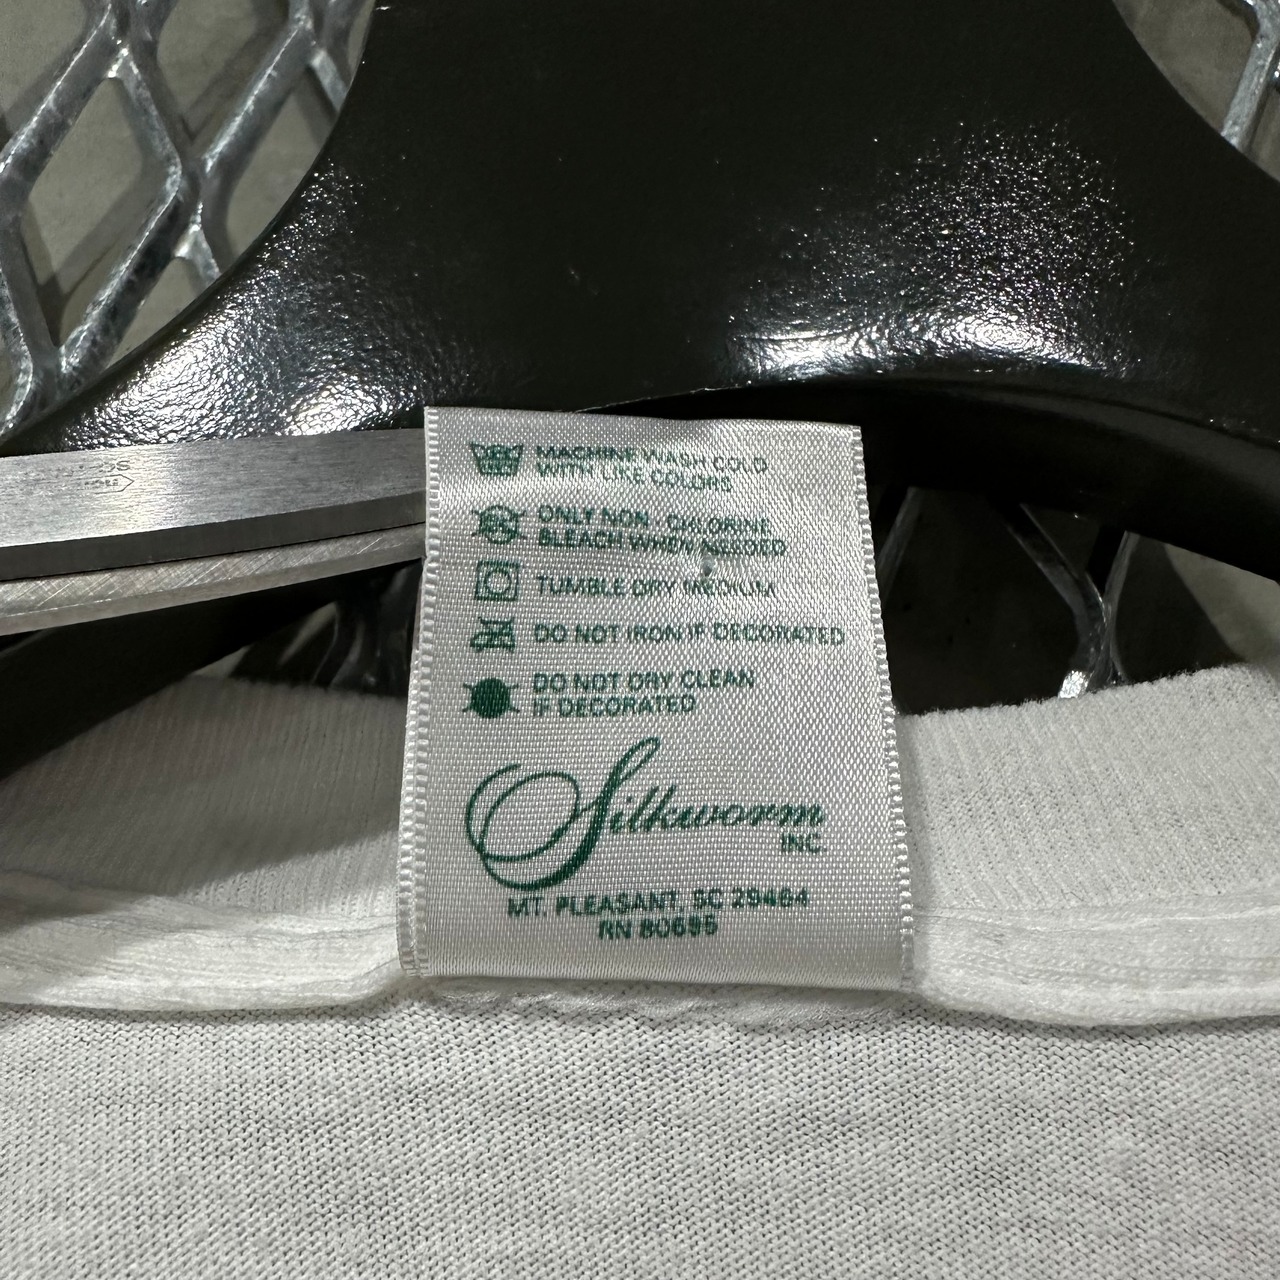 MACHINE WASH COLD
WITH LIKE COLORS
ONLY NON-CHLORINE
BLEACH WHEN NEEDED
TUMBLE DRY MEDIUM
DO NOT IRON IF DECORATED
DO NOT DRY CLEAN
IF DECORATED
Silkworm
INC
MT. PLEASANT, SC 29464
RN 80695